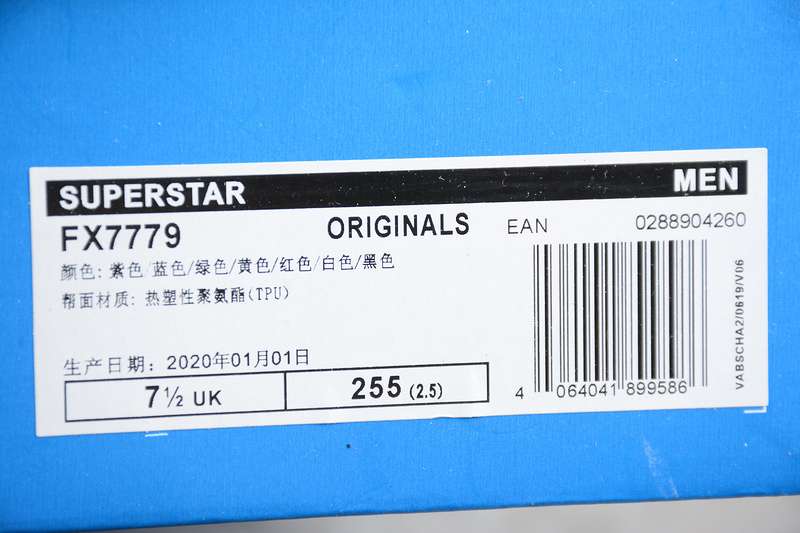 SUPERSTAR MEN
FX7779 ORIGINALS EAN 0288904260
颜色: 紫色/蓝色/绿色/黄色/红色/白色/黑色
帮面材质: 热塑性聚氨酯(TPU)
生产日期: 2020年01月01日
7½ UK 255 (2.5)
4 064041 899586
VABSCHA2/0619/V06